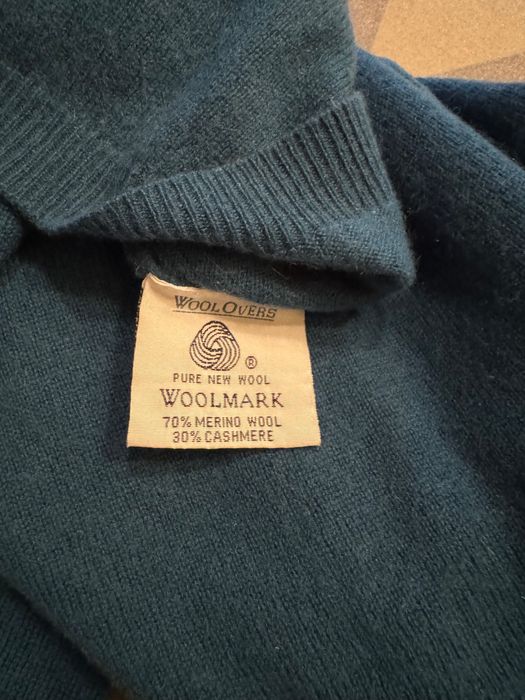 WOOLOVERS
®
PURE NEW WOOL
WOOLMARK
70% MERINO WOOL
30% CASHMERE